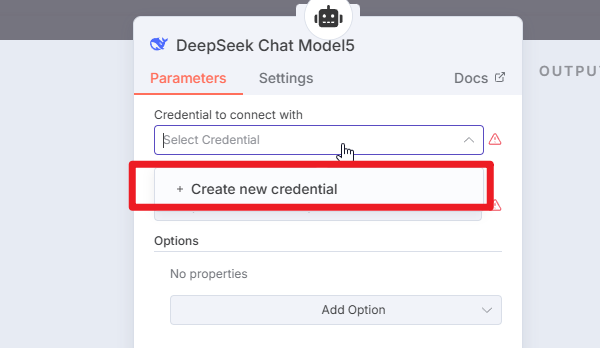 DeepSeek Chat Model5
Parameters
Settings
Docs
OUTPU
Credential to connect with
Select Credential
+ Create new credential
Options
No properties
Add Option